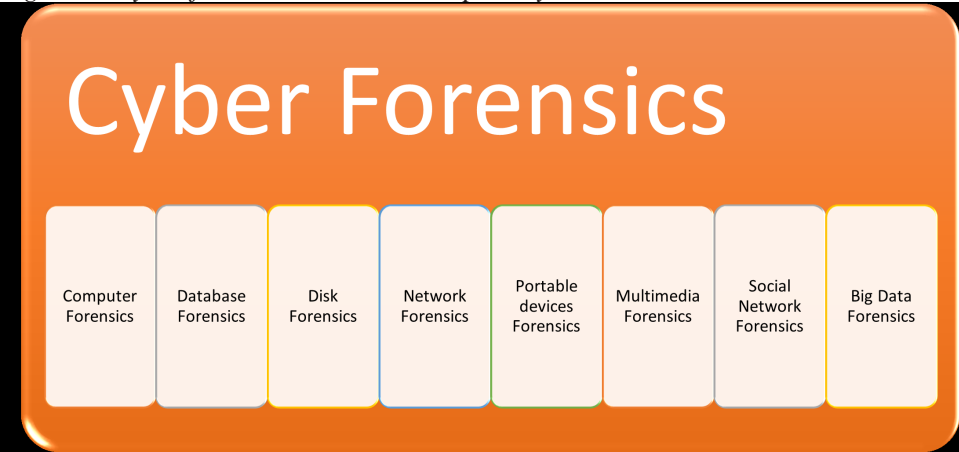 Cyber Forensics
Computer
Forensics
Database
Forensics
Disk
Forensics
Network
Forensics
Portable
devices
Forensics
Multimedia
Forensics
Social
Network
Forensics
Big Data
Forensics